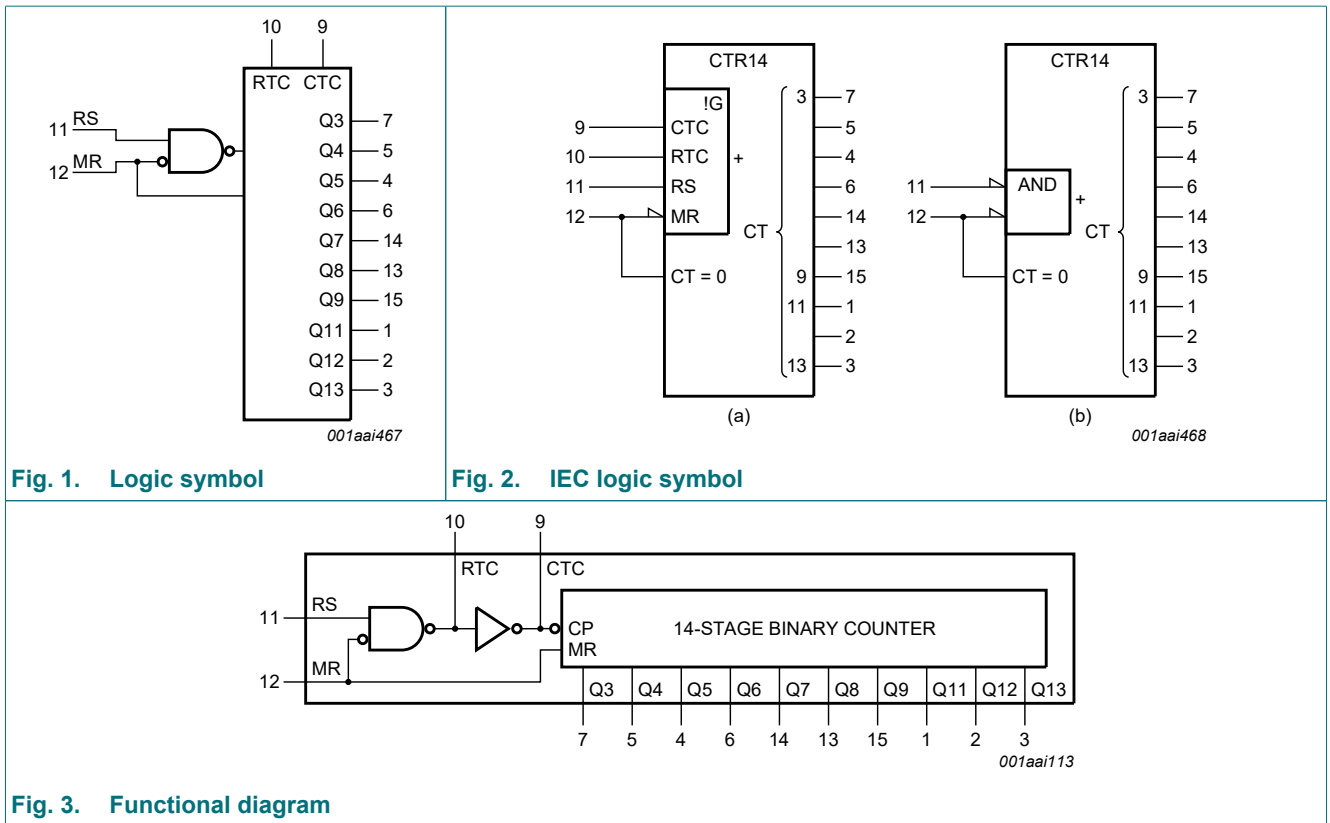 10 9
RTC CTC
11 RS
12 MR
Q3 7
Q4 5
Q5 4
Q6 6
Q7 14
Q8 13
Q9 15
Q11 1
Q12 2
Q13 3
001aai467
Fig. 1. Logic symbol
CTR14
!G
9 CTC
10 RTC
11 RS
12 MR
+
CT = 0
CT
3 7
5
4
6
14
13
9 15
11 1
2
13 3
(a)
CTR14
11 AND
12
+
CT = 0
CT
3 7
5
4
6
14
13
9 15
11 1
2
13 3
(b)
001aai468
Fig. 2. IEC logic symbol
10 9
RTC CTC
11 RS
12 MR
CP
MR
14-STAGE BINARY COUNTER
Q3 Q4 Q5 Q6 Q7 Q8 Q9 Q11 Q12 Q13
7 5 4 6 14 13 15 1 2 3
001aai113
Fig. 3. Functional diagram